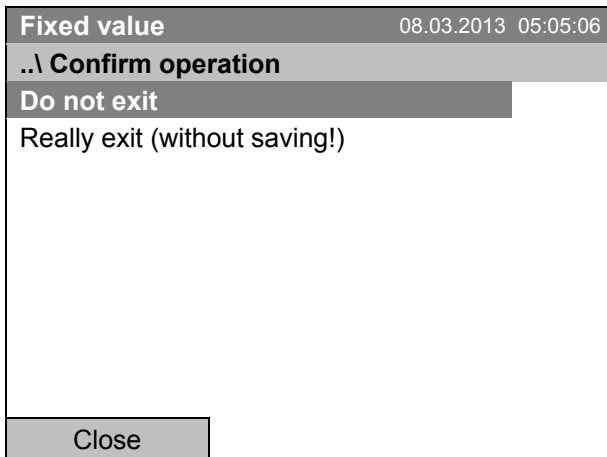 Fixed value 08.03.2013 05:05:06
..\ Confirm operation
Do not exit
Really exit (without saving!)
Close